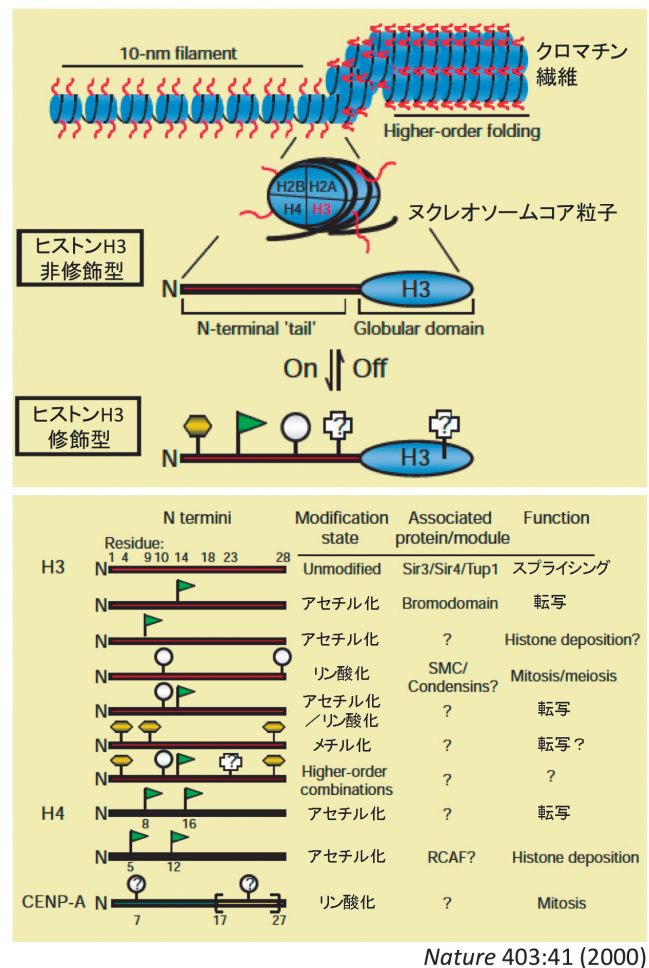 10-nm filament
クロマチン
繊維
Higher-order folding
H2B H2A
H4 H3
ヌクレオソームコア粒子
ヒストンH3
非修飾型
N H3
N-terminal 'tail' Globular domain
On Off
ヒストンH3
修飾型
? ?
N H3
N termini Modification state Associated protein/module Function
Residue:
1 4 9 10 14 18 23 28
H3 N Unmodified Sir3/Sir4/Tup1 スプライシング
N アセチル化 Bromodomain 転写
N アセチル化 ? Histone deposition?
N リン酸化 SMC/Condensins? Mitosis/meiosis
N アセチル化／リン酸化 ? 転写
N メチル化 ? 転写？
? 
N Higher-order combinations ? ?
H4 N アセチル化 ? 転写
8 16
N アセチル化 RCAF? Histone deposition
5 12
? ?
CENP-A N リン酸化 ? Mitosis
7 17 27
Nature 403:41 (2000)